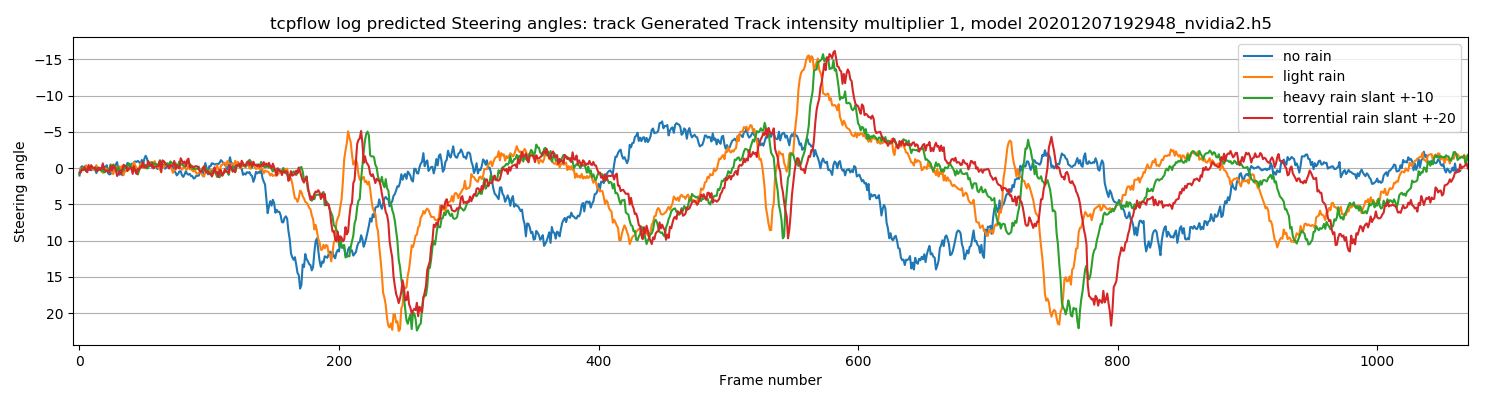 tcpflow log predicted Steering angles: track Generated Track intensity multiplier 1, model 20201207192948_nvidia2.h5
no rain
light rain
heavy rain slant +-10
torrential rain slant +-20
Steering angle
−15
−10
−5
0
5
10
15
20
0 200 400 600 800 1000
Frame number